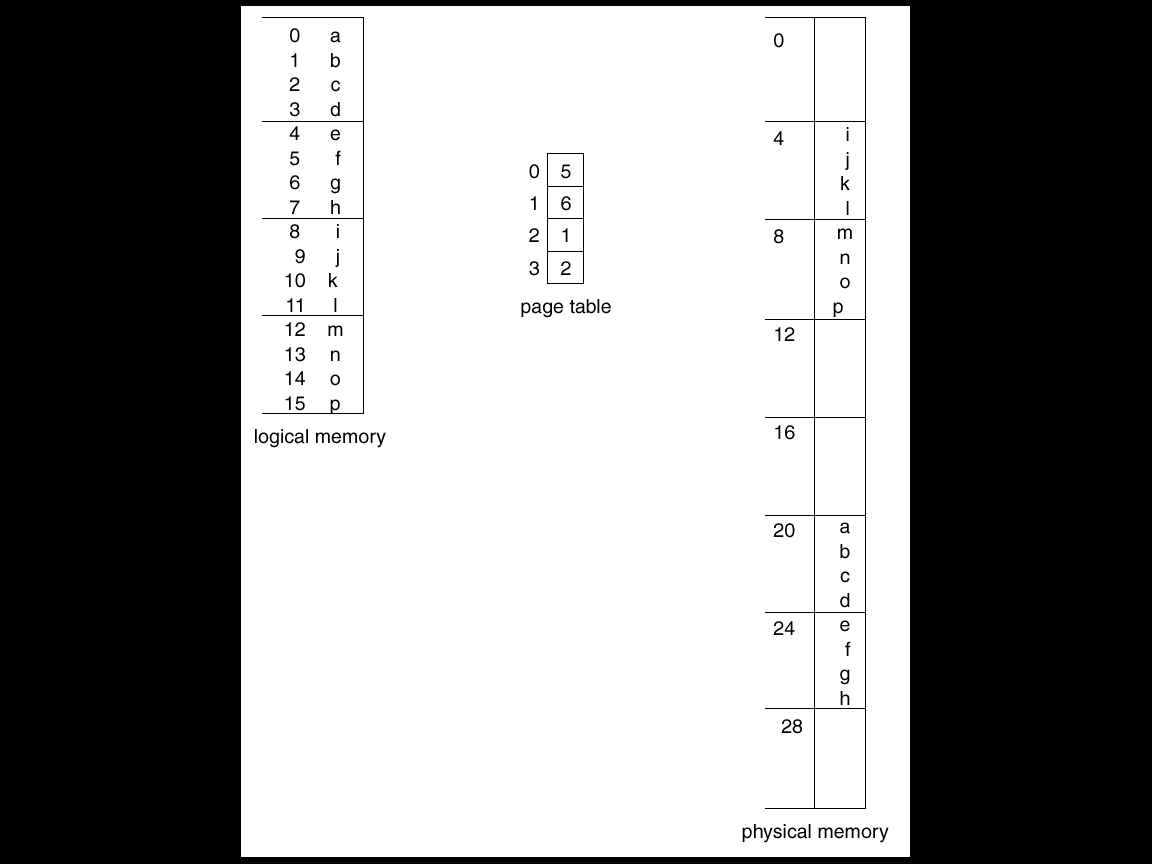 0 a
1 b
2 c
3 d
4 e
5 f
6 g
7 h
8 i
9 j
10 k
11 l
12 m
13 n
14 o
15 p
logical memory
0 5
1 6
2 1
3 2
page table
0
4 i
j
k
l
8 m
n
o
p
12
16
20 a
b
c
d
24 e
f
g
h
28
physical memory